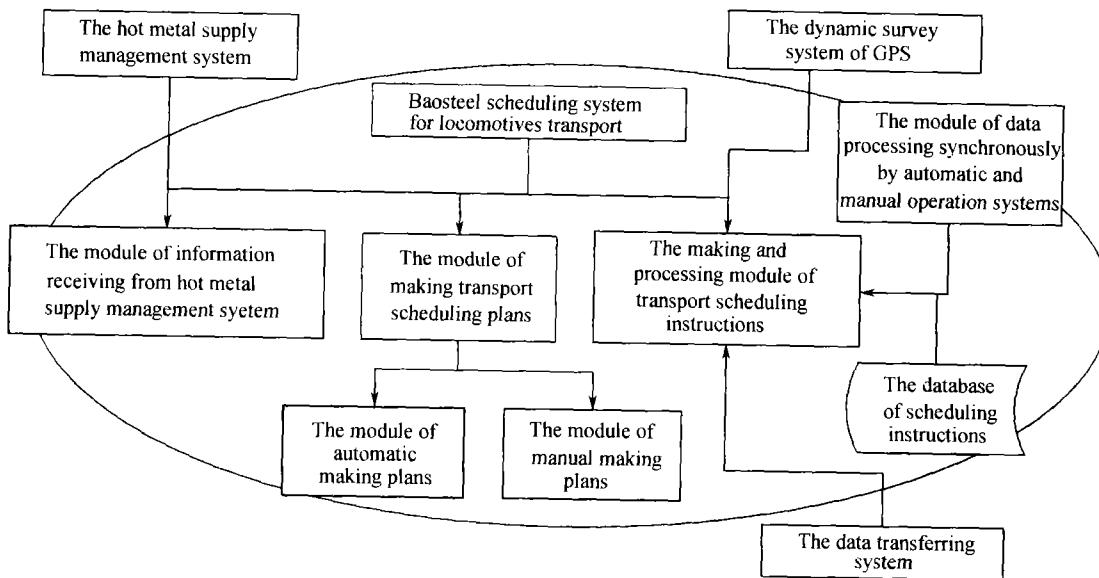 The hot metal supply
management system
The dynamic survey
system of GPS
Baosteel scheduling system
for locomotives transport
The module of data
processing synchronously
by automatic and
manual operation systems
The module of information
receiving from hot metal
supply management syetem
The module of
making transport
scheduling plans
The making and
processing module of
transport scheduling
instructions
The database
of scheduling
instructions
The module of
automatic
making plans
The module of
manual making
plans
The data transferring
system